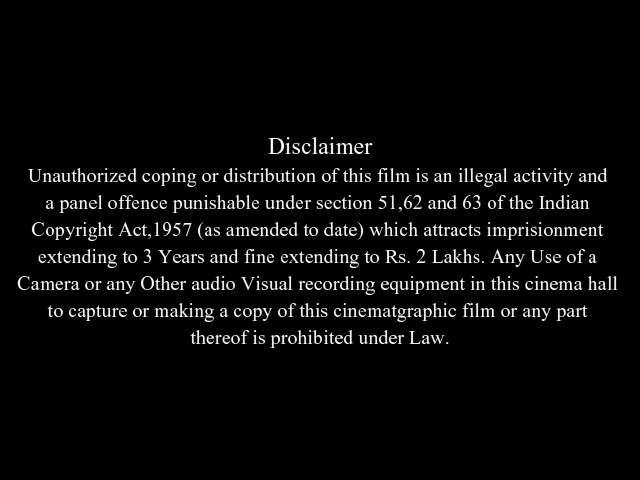 Disclaimer
Unauthorized coping or distribution of this film is an illegal activity and
a panel offence punishable under section 51,62 and 63 of the Indian
Copyright Act,1957 (as amended to date) which attracts imprisionment
extending to 3 Years and fine extending to Rs. 2 Lakhs. Any Use of a
Camera or any Other audio Visual recording equipment in this cinema hall
to capture or making a copy of this cinematgraphic film or any part
thereof is prohibited under Law.